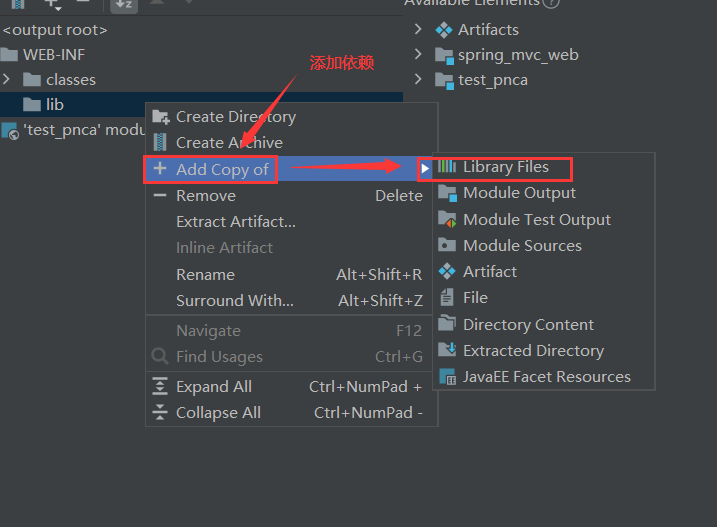 Available Elements ?
<output root>
WEB-INF
classes
lib
'test_pnca' modu
Artifacts
spring_mvc_web
test_pnca
添加依赖
Create Directory
Create Archive
Add Copy of
Remove Delete
Extract Artifact...
Inline Artifact
Rename Alt+Shift+R
Surround With... Alt+Shift+Z
Navigate F12
Find Usages Ctrl+G
Expand All Ctrl+NumPad +
Collapse All Ctrl+NumPad -
Library Files
Module Output
Module Test Output
Module Sources
Artifact
File
Directory Content
Extracted Directory
JavaEE Facet Resources